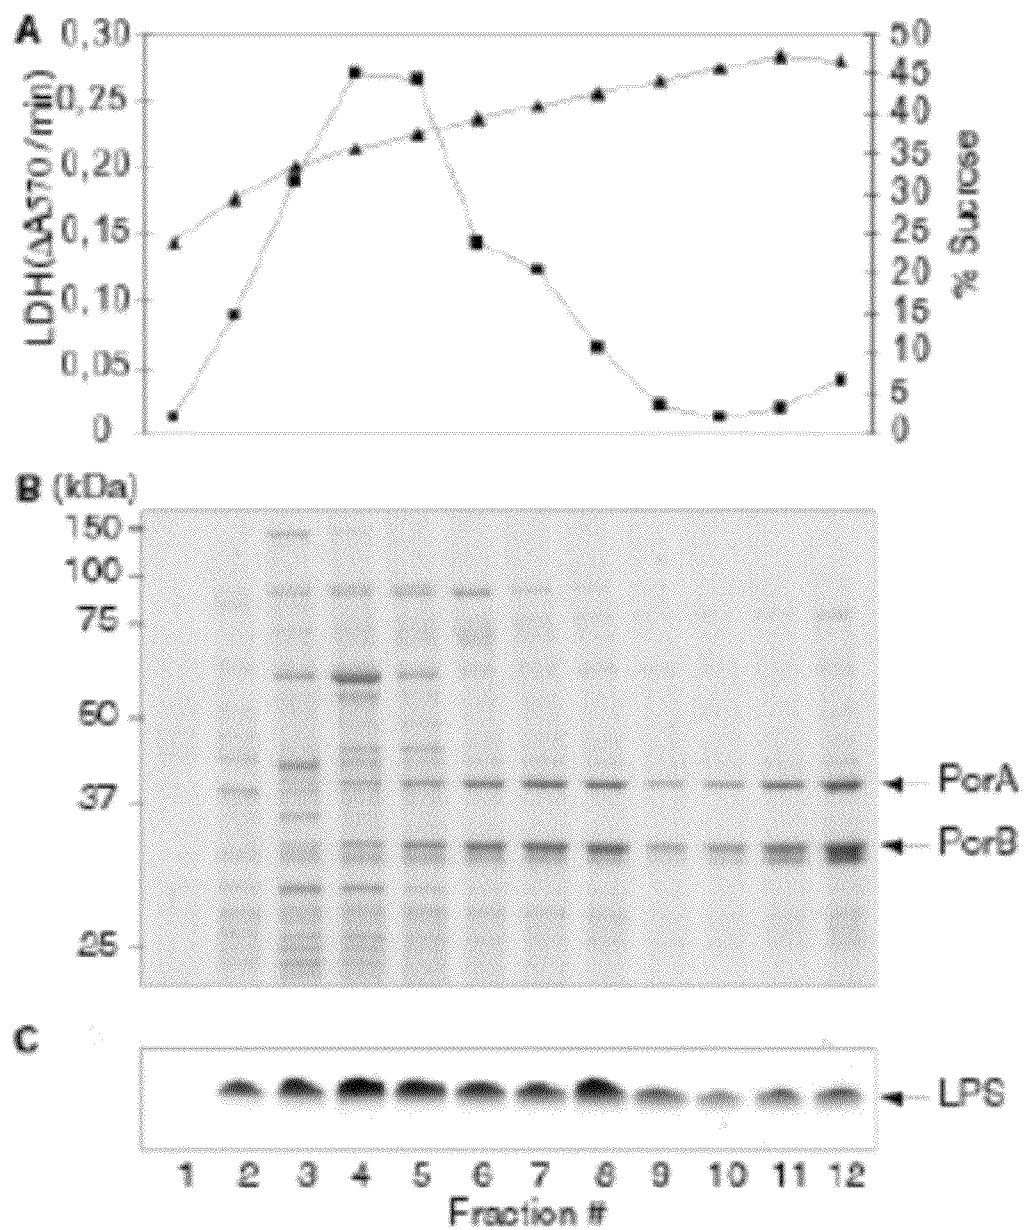 A
0,30
0,25
0,20
0,15
0,10
0,05
0
LDH(ΔA570/min)
50
45
40
35
30
25
20
15
10
5
0
% Sucrose
B (kDa)
150
100
75
50
37
25
PorA
PorB
C
LPS
1 2 3 4 5 6 7 8 9 10 11 12
Fraction #